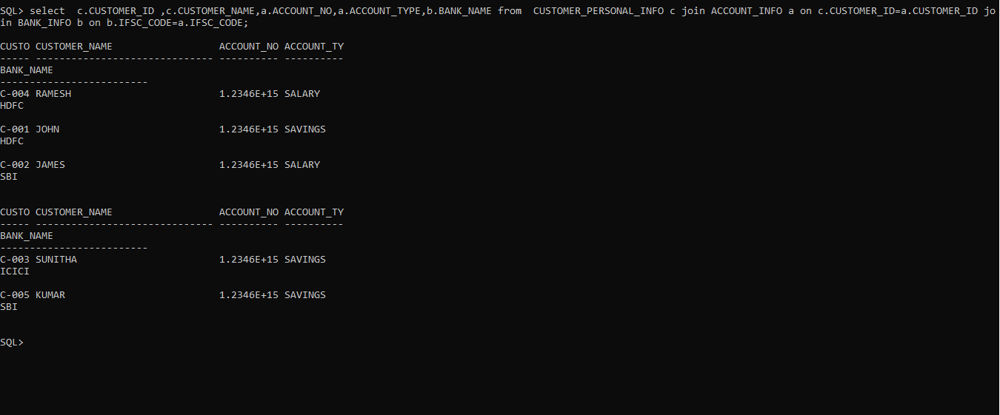 SQL> select  c.CUSTOMER_ID ,c.CUSTOMER_NAME,a.ACCOUNT_NO,a.ACCOUNT_TYPE,b.BANK_NAME from  CUSTOMER_PERSONAL_INFO c join ACCOUNT_INFO a on c.CUSTOMER_ID=a.CUSTOMER_ID jo
in BANK_INFO b on b.IFSC_CODE=a.IFSC_CODE;

CUSTO CUSTOMER_NAME                  ACCOUNT_NO ACCOUNT_TY
----- ------------------------------ ---------- ----------
BANK_NAME
-------------------------
C-004 RAMESH                         1.2346E+15 SALARY
HDFC

C-001 JOHN                           1.2346E+15 SAVINGS
HDFC

C-002 JAMES                          1.2346E+15 SALARY
SBI


CUSTO CUSTOMER_NAME                  ACCOUNT_NO ACCOUNT_TY
----- ------------------------------ ---------- ----------
BANK_NAME
-------------------------
C-003 SUNITHA                        1.2346E+15 SAVINGS
ICICI

C-005 KUMAR                          1.2346E+15 SAVINGS
SBI


SQL>